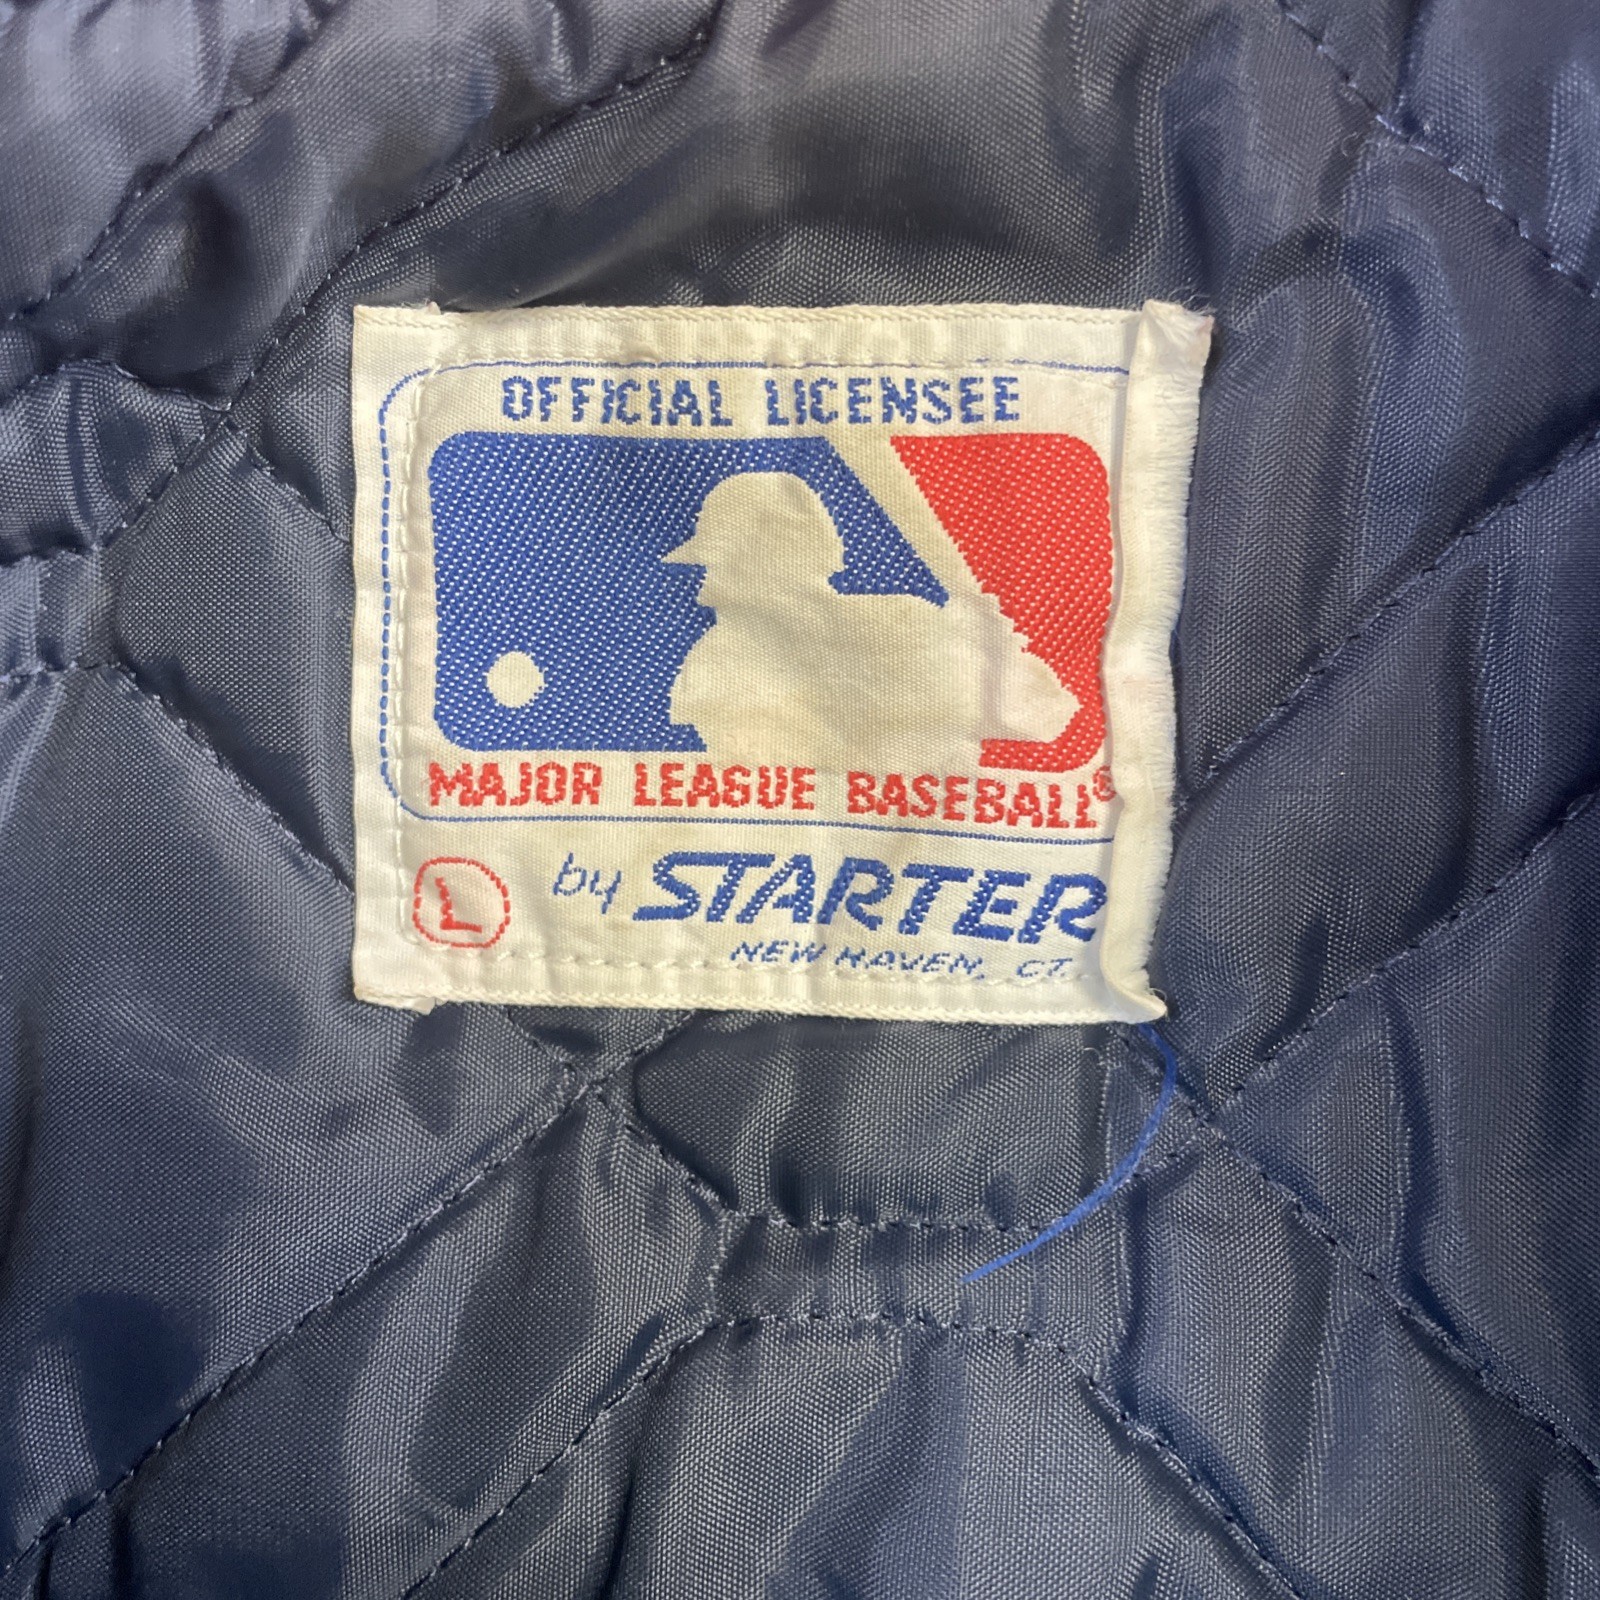 OFFICIAL LICENSEE
MAJOR LEAGUE BASEBALL®
L by STARTER
NEW HAVEN, CT.